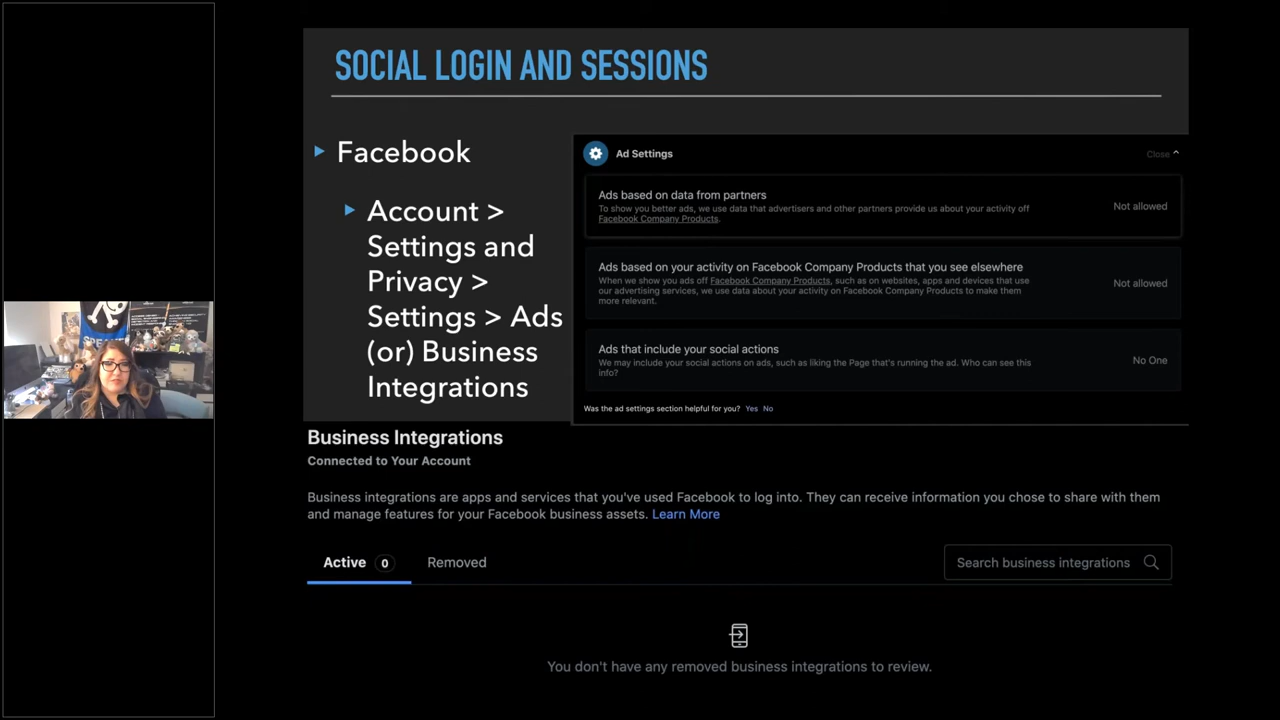 SOCIAL LOGIN AND SESSIONS
Facebook
Account >
Settings and
Privacy >
Settings > Ads
(or) Business
Integrations
Ad Settings
Close
Ads based on data from partners
To show you better ads, we use data that advertisers and other partners provide us about your activity off
Facebook Company Products.
Not allowed
Ads based on your activity on Facebook Company Products that you see elsewhere
When we show you ads off Facebook Company Products, such as on websites, apps and devices that use
our advertising services, we use data about your activity on Facebook Company Products to make them
more relevant.
Not allowed
Ads that include your social actions
We may include your social actions on ads, such as liking the Page that's running the ad. Who can see this
info?
No One
Was the ad settings section helpful for you? Yes No
Business Integrations
Connected to Your Account
Business integrations are apps and services that you've used Facebook to log into. They can receive information you chose to share with them
and manage features for your Facebook business assets. Learn More
Active 0 Removed
Search business integrations
You don't have any removed business integrations to review.
SPEAKER